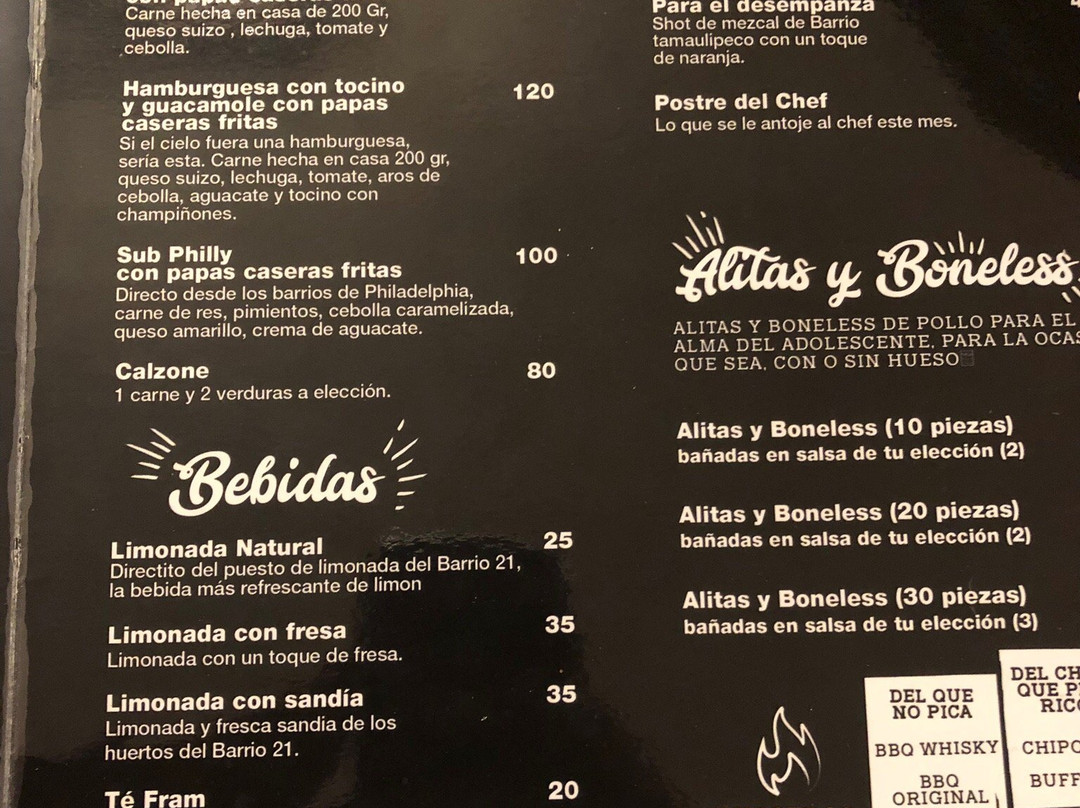 Carne hecha en casa de 200 Gr,
queso suizo , lechuga, tomate y
cebolla.
Hamburguesa con tocino 120
y guacamole con papas
caseras fritas
Si el cielo fuera una hamburguesa,
sería esta. Carne hecha en casa 200 gr,
queso suizo, lechuga, tomate, aros de
cebolla, aguacate y tocino con
champiñones.
Sub Philly 100
con papas caseras fritas
Directo desde los barrios de Philadelphia,
carne de res, pimientos, cebolla caramelizada,
queso amarillo, crema de aguacate.
Calzone 80
1 carne y 2 verduras a elección.
Bebidas
Limonada Natural 25
Directito del puesto de limonada del Barrio 21,
la bebida más refrescante de limon
Limonada con fresa 35
Limonada con un toque de fresa.
Limonada con sandía 35
Limonada y fresca sandia de los
huertos del Barrio 21.
Té Fram 20
Para el desempanza
Shot de mezcal de Barrio
tamaulipeco con un toque
de naranja.
Postre del Chef
Lo que se le antoje al chef este mes.
Alitas y Boneless
ALITAS Y BONELESS DE POLLO PARA EL
ALMA DEL ADOLESCENTE, PARA LA OCAS
QUE SEA, CON O SIN HUESO
Alitas y Boneless (10 piezas)
bañadas en salsa de tu elección (2)
Alitas y Boneless (20 piezas)
bañadas en salsa de tu elección (2)
Alitas y Boneless (30 piezas)
bañadas en salsa de tu elección (3)
DEL QUE
NO PICA
BBQ WHISKY
BBQ
ORIGINAL
DEL CH
QUE P
RIC
CHIPO
BUFF